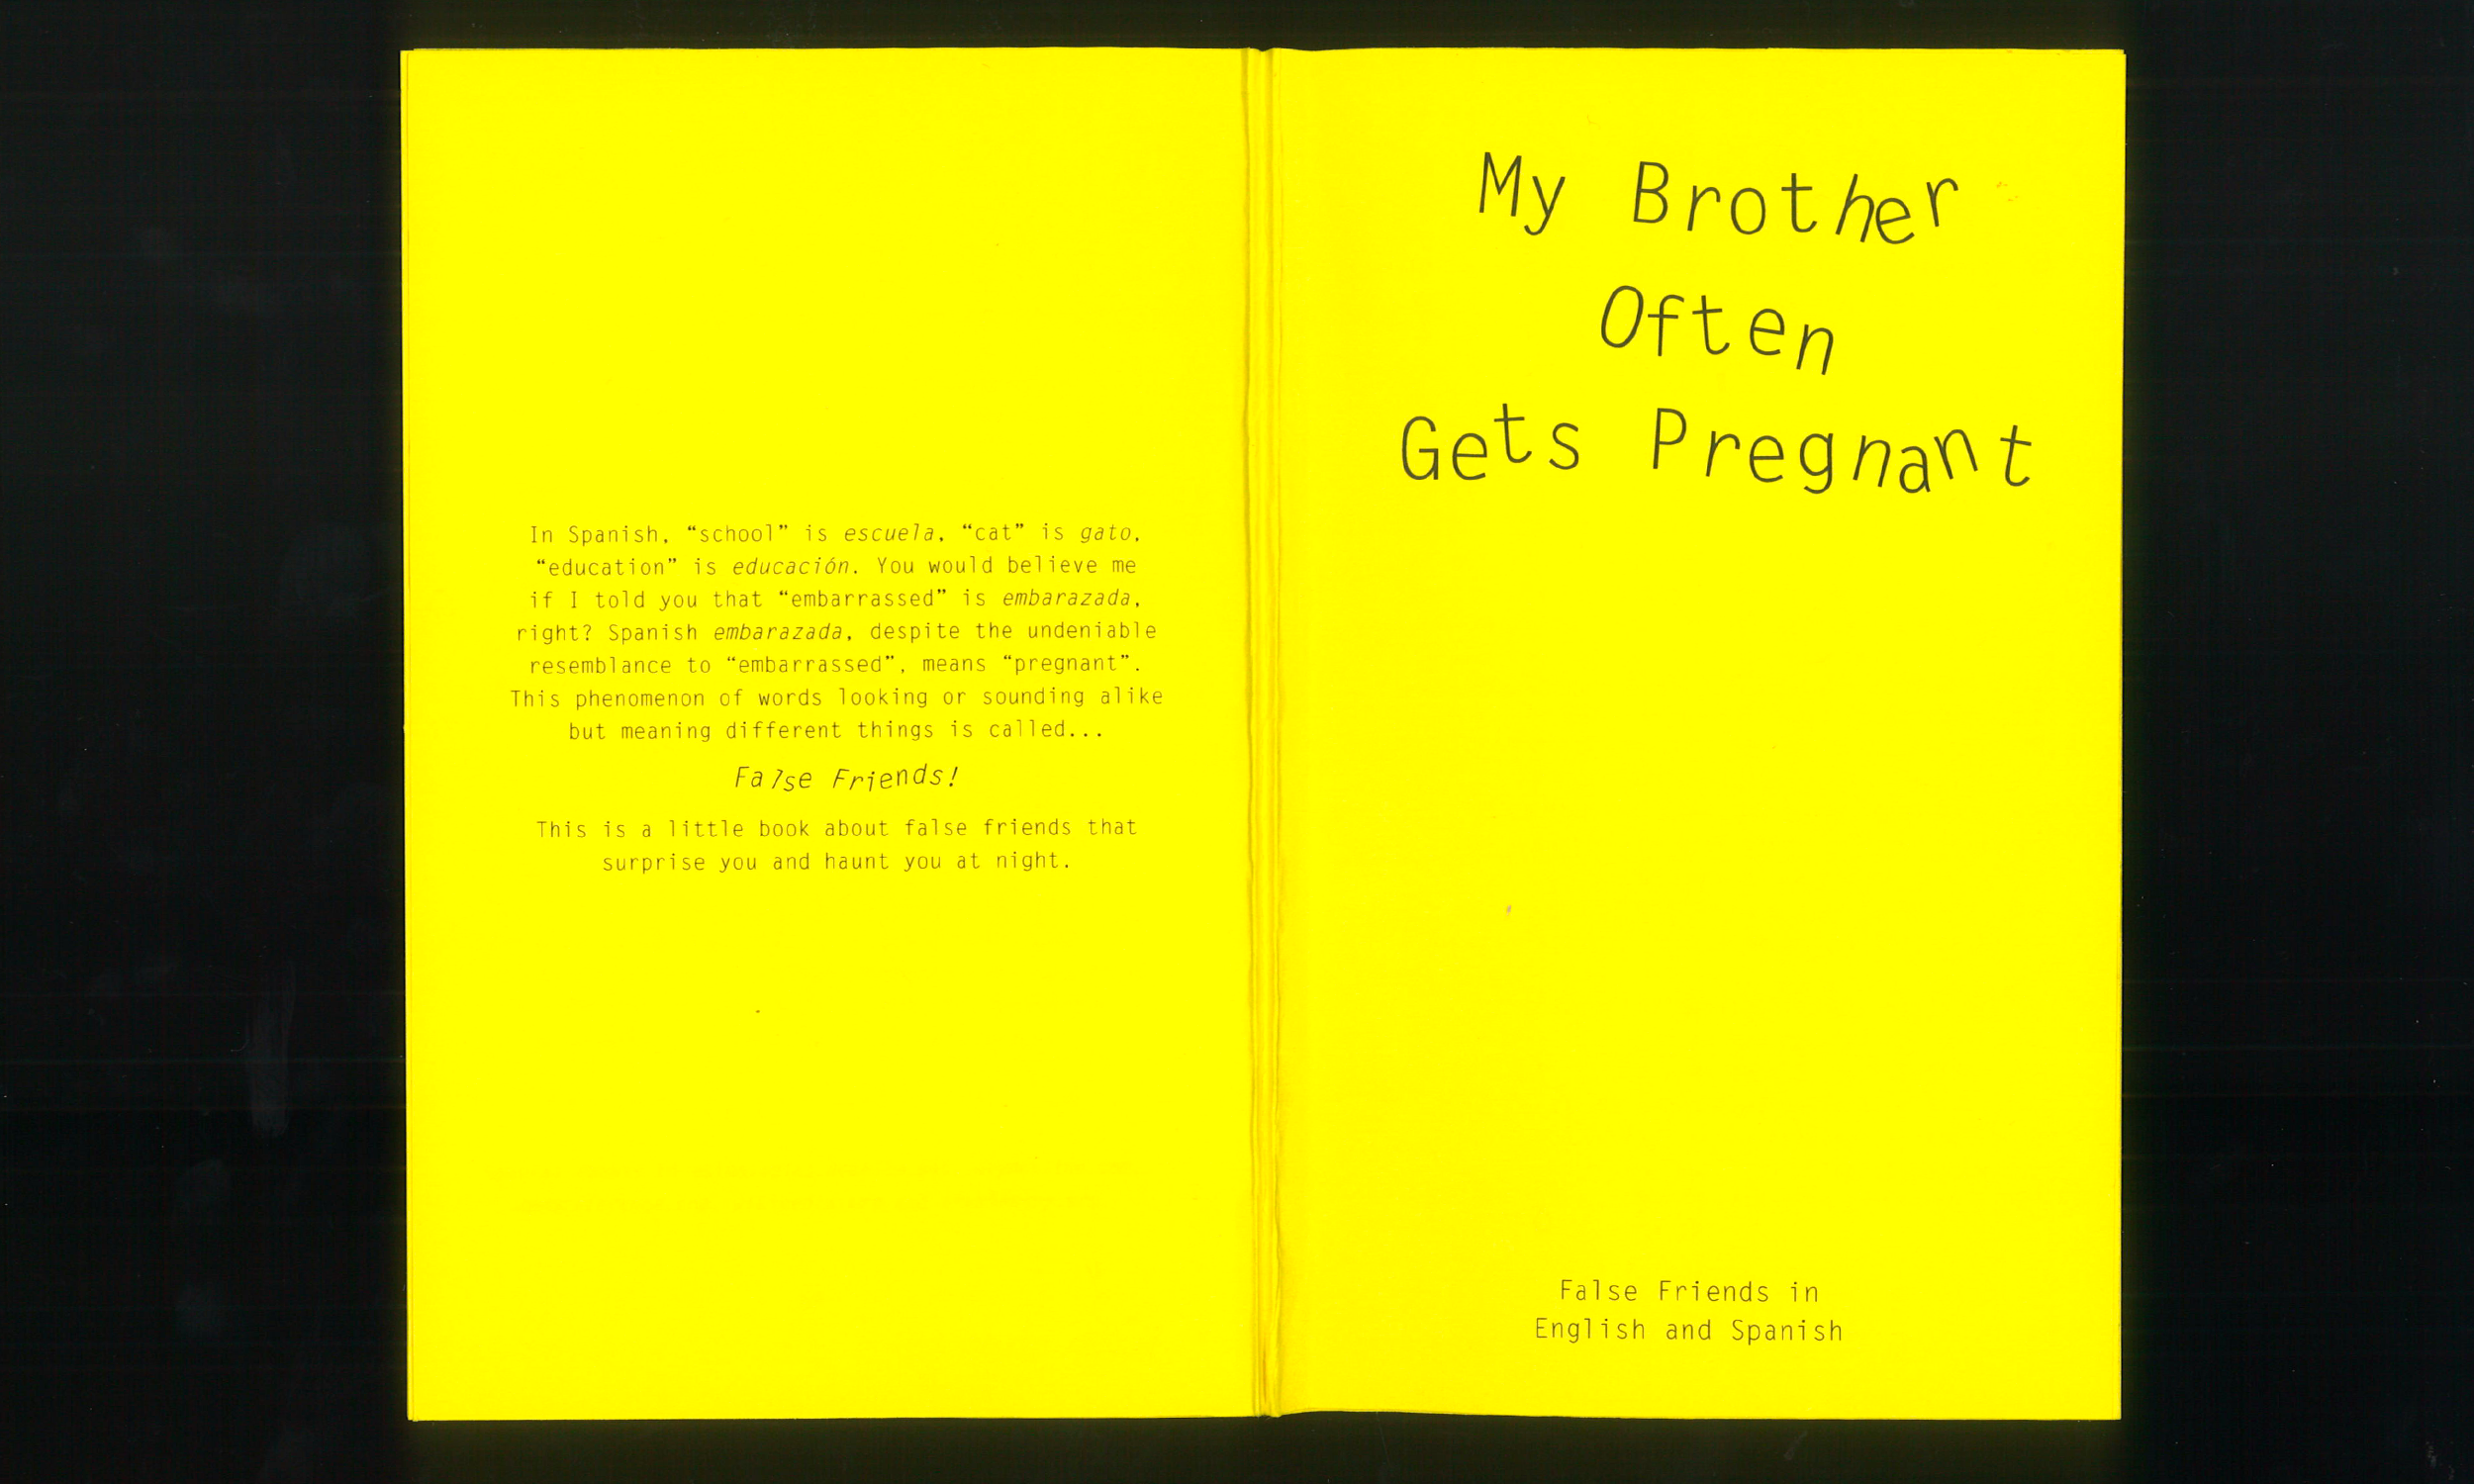 In Spanish, “school” is escuela, “cat” is gato,
“education” is educación. You would believe me
if I told you that “embarrassed” is embarazada,
right? Spanish embarazada, despite the undeniable
resemblance to “embarrassed”, means “pregnant”.
This phenomenon of words looking or sounding alike
but meaning different things is called...
False Friends!
This is a little book about false friends that
surprise you and haunt you at night.
My Brother
Often
Gets Pregnant
False Friends in
English and Spanish